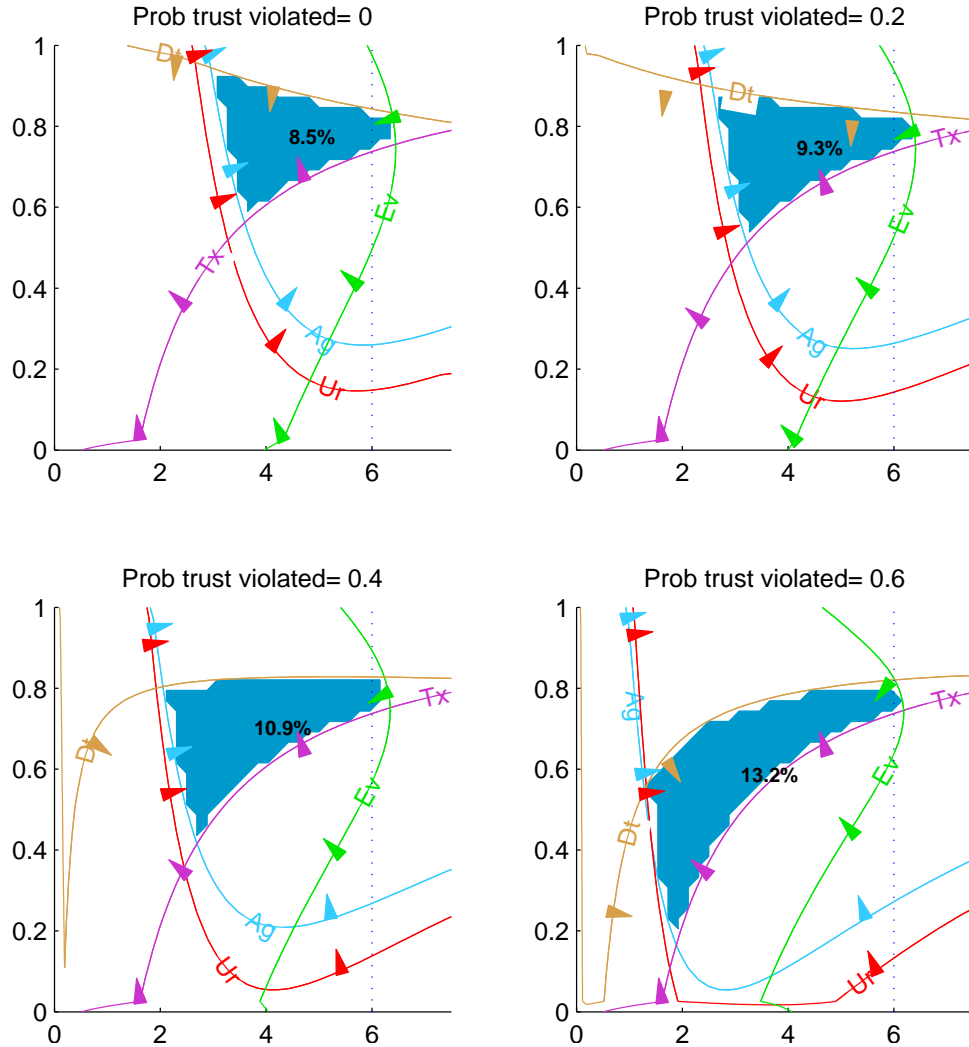 Prob trust violated= 0
1
0.8
0.6
0.4
0.2
0
0
2
4
6
Dt
8.5%
Ev
Tx
Ag
Ur
Prob trust violated= 0.2
1
0.8
0.6
0.4
0.2
0
0
2
4
6
Dt
9.3%
Tx
Ev
Ag
Ur
Prob trust violated= 0.4
1
0.8
0.6
0.4
0.2
0
0
2
4
6
Tx
10.9%
Dt
Ev
Ag
Ur
Prob trust violated= 0.6
1
0.8
0.6
0.4
0.2
0
0
2
4
6
Ag
Tx
13.2%
Ev
Dt
Ur